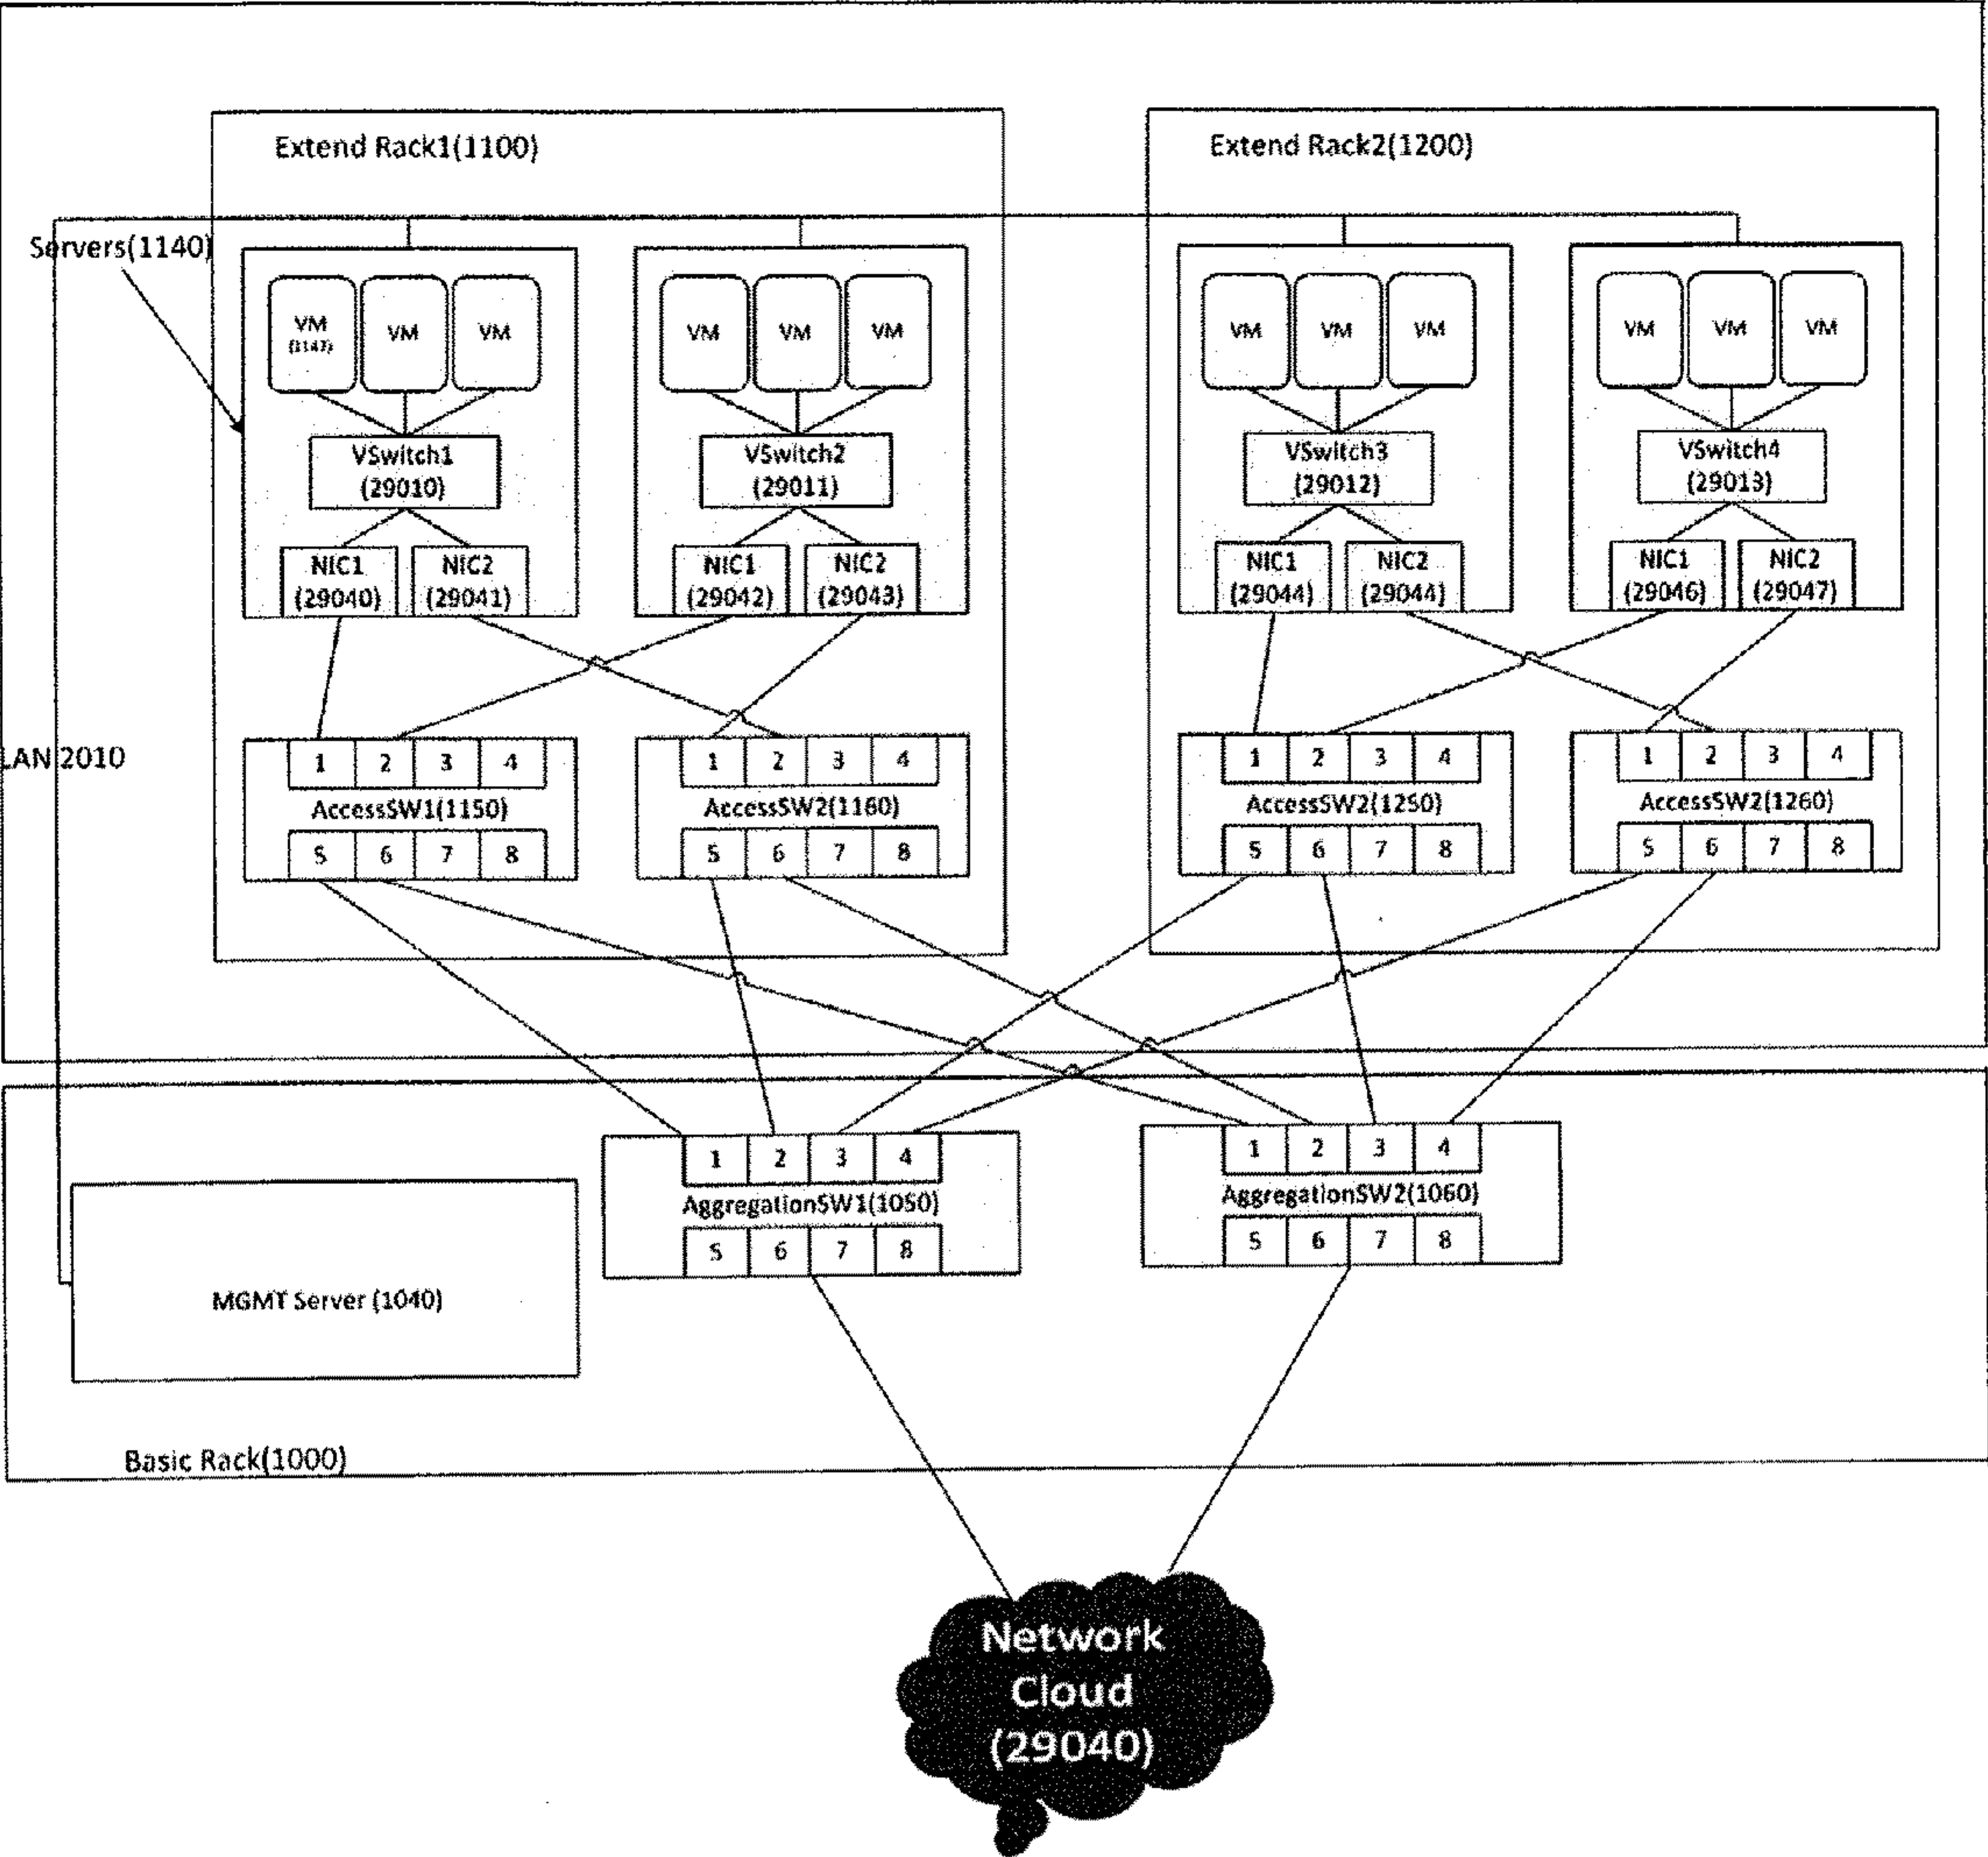 Extend Rack1(1100)
Extend Rack2(1200)
Servers(1140)
VM
(1147)
VM
VM
VM
VM
VM
VM
VM
VM
VM
VM
VM
VSwitch1
(29010)
VSwitch2
(29011)
VSwitch3
(29012)
VSwitch4
(29013)
NIC1
(29040)
NIC2
(29041)
NIC1
(29042)
NIC2
(29043)
NIC1
(29044)
NIC2
(29044)
NIC1
(29046)
NIC2
(29047)
LAN 2010
1 2 3 4
AccessSW1(1150)
5 6 7 8
1 2 3 4
AccessSW2(1160)
5 6 7 8
1 2 3 4
AccessSW2(1250)
5 6 7 8
1 2 3 4
AccessSW2(1260)
5 6 7 8
1 2 3 4
AggregationSW1(1050)
5 6 7 8
1 2 3 4
AggregationSW2(1060)
5 6 7 8
MGMT Server (1040)
Basic Rack(1000)
Network
Cloud
(29040)